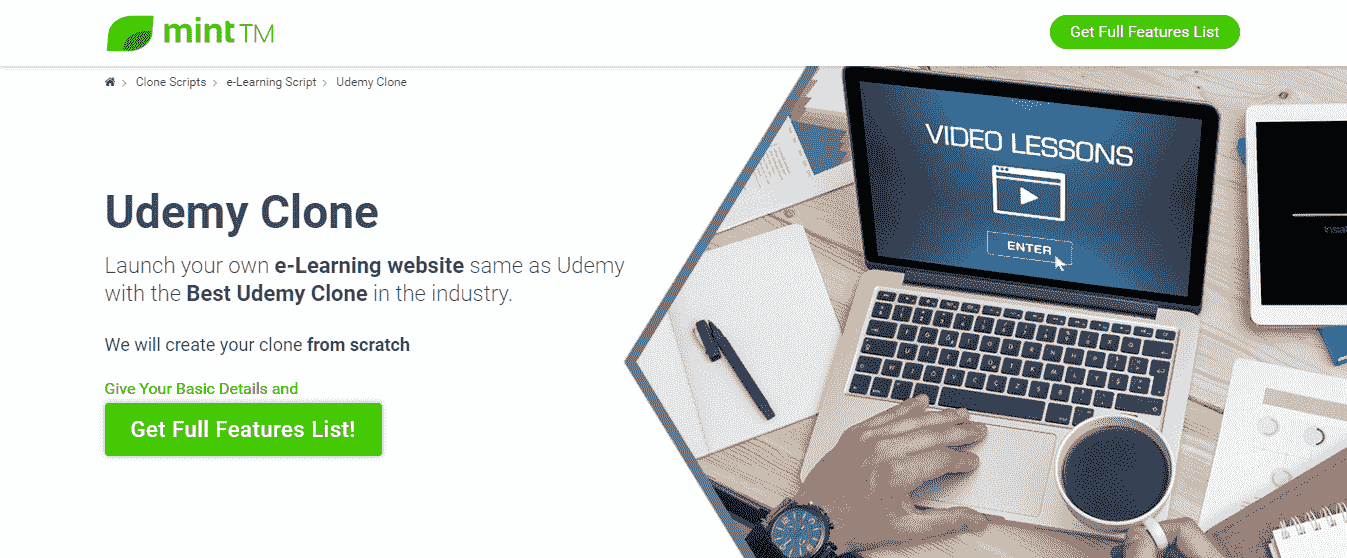 mintTM
Get Full Features List
Clone Scripts > e-Learning Script > Udemy Clone
Udemy Clone
Launch your own e-Learning website same as Udemy
with the Best Udemy Clone in the industry.
We will create your clone from scratch
Give Your Basic Details and
Get Full Features List!
VIDEO LESSONS
ENTER